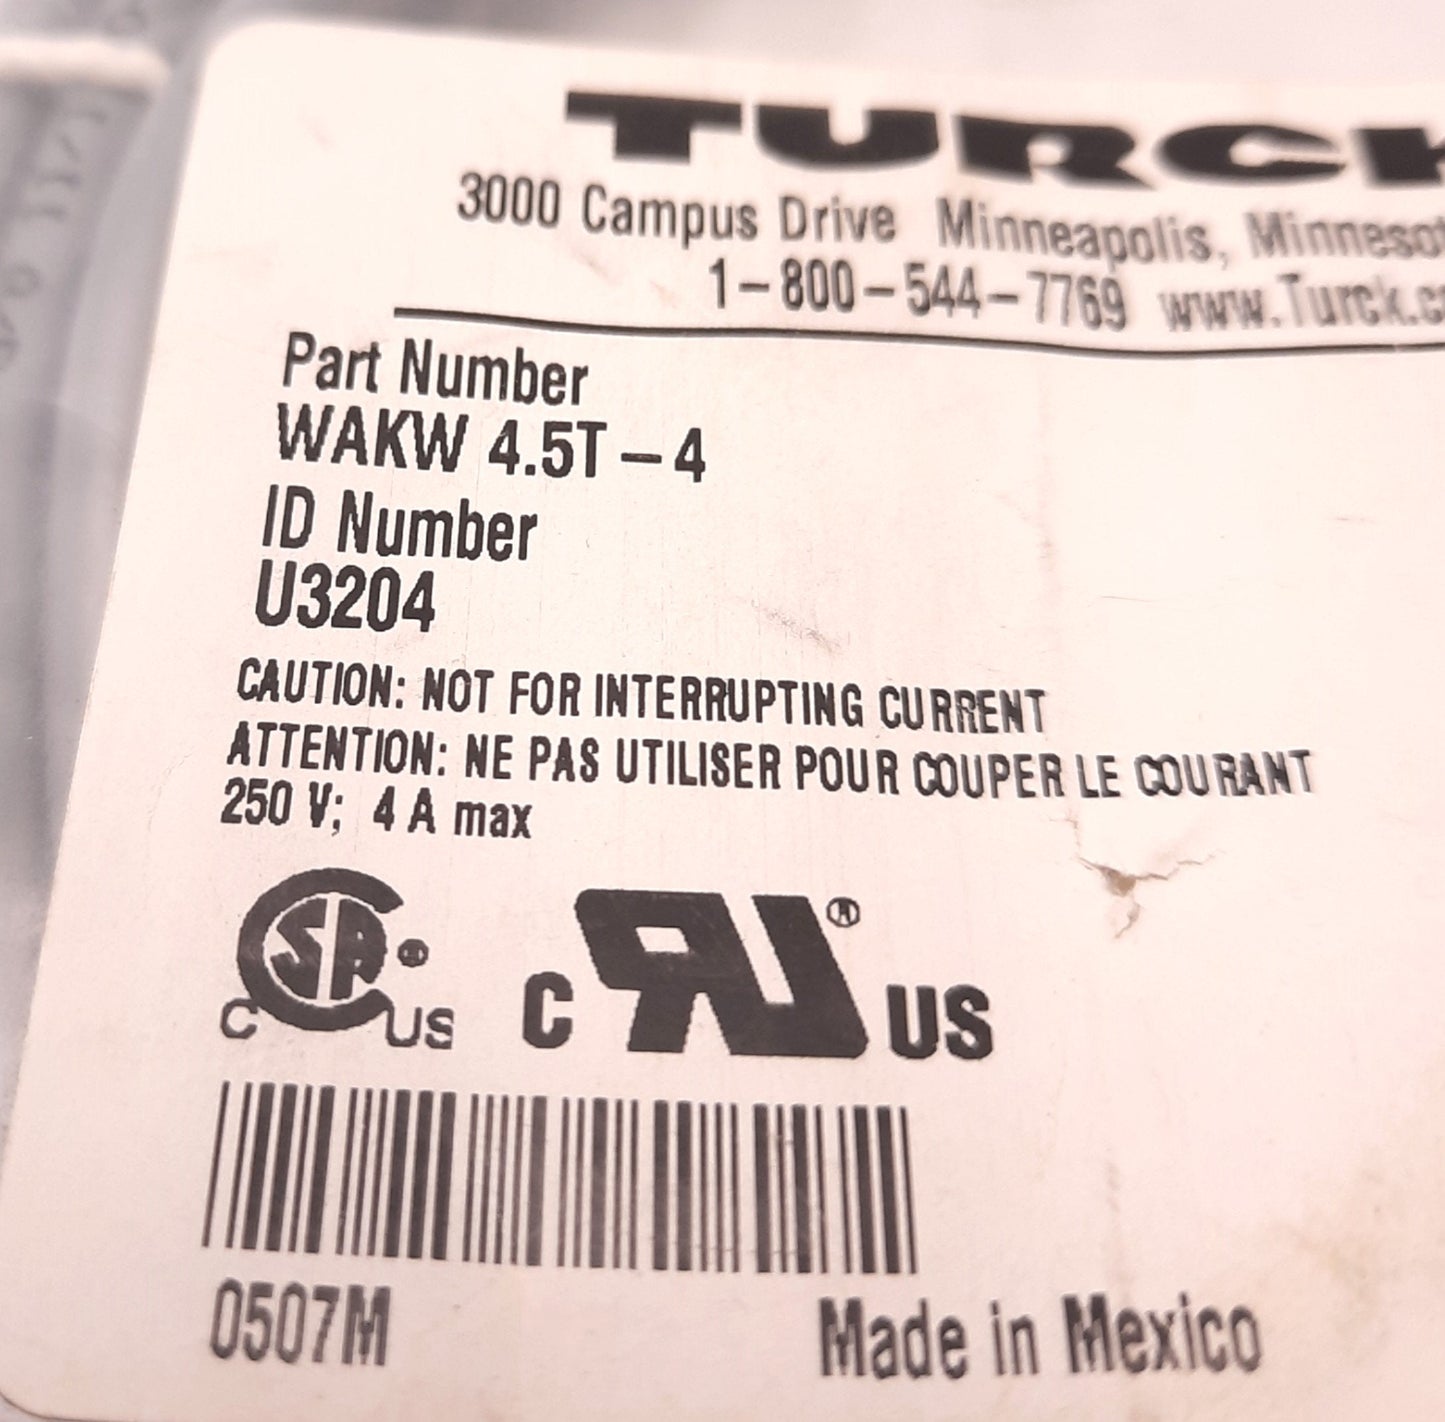 TURCK
3000 Campus Drive Minneapolis, Minnesot
1-800-544-7769 www.Turck.c
Part Number
WAKW 4.5T-4
ID Number
U3204
CAUTION: NOT FOR INTERRUPTING CURRENT
ATTENTION: NE PAS UTILISER POUR COUPER LE COURANT
250 V; 4 A max
C SA ® C US
C RU ® US
0507M
Made in Mexico